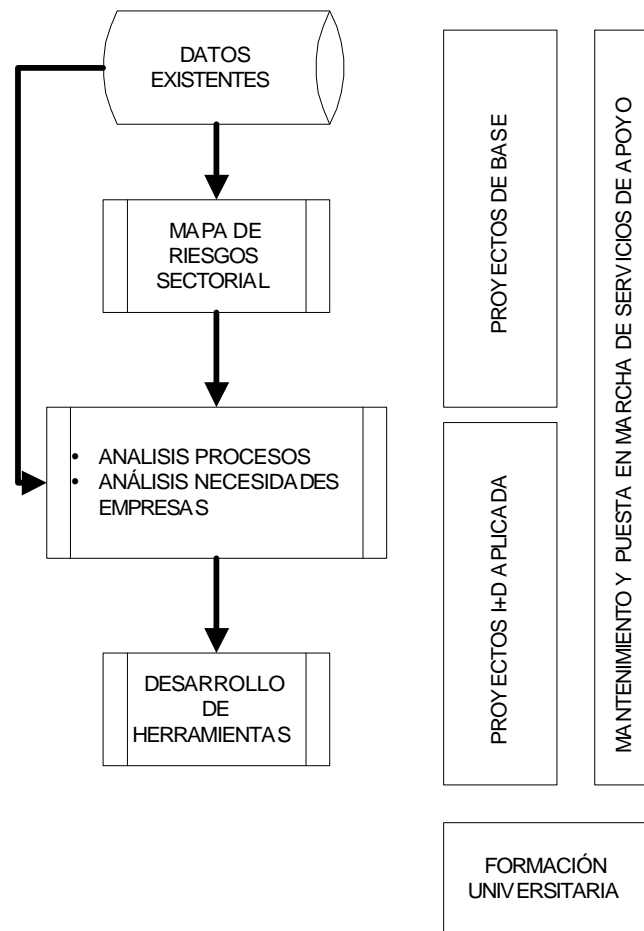 DATOS
EXISTENTES
MAPA DE
RIESGOS
SECTORIAL
• ANALISIS PROCESOS
• ANÁLISIS NECESIDADES
EMPRESAS
DESARROLLO
DE
HERRAMIENTAS
PROYECTOS DE BASE
PROYECTOS I+D APLICADA
MANTENIMIENTO Y PUESTA EN MARCHA DE SERVICIOS DE APOYO
FORMACIÓN
UNIVERSITARIA